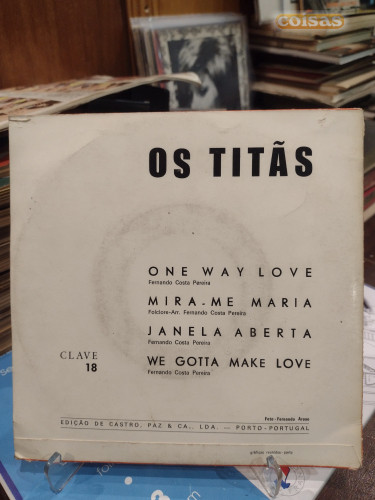 coisas
OS TITÃS
ONE WAY LOVE
Fernando Costa Pereira
MIRA-ME MARIA
Folclore-Arr. Fernando Costa Pereira
JANELA ABERTA
Fernando Costa Pereira
WE GOTTA MAKE LOVE
Fernando Costa Pereira
CLAVE
18
Foto-Fernando Aroso
EDIÇÃO DE CASTRO, PAZ & CA., LDA. — PORTO-PORTUGAL